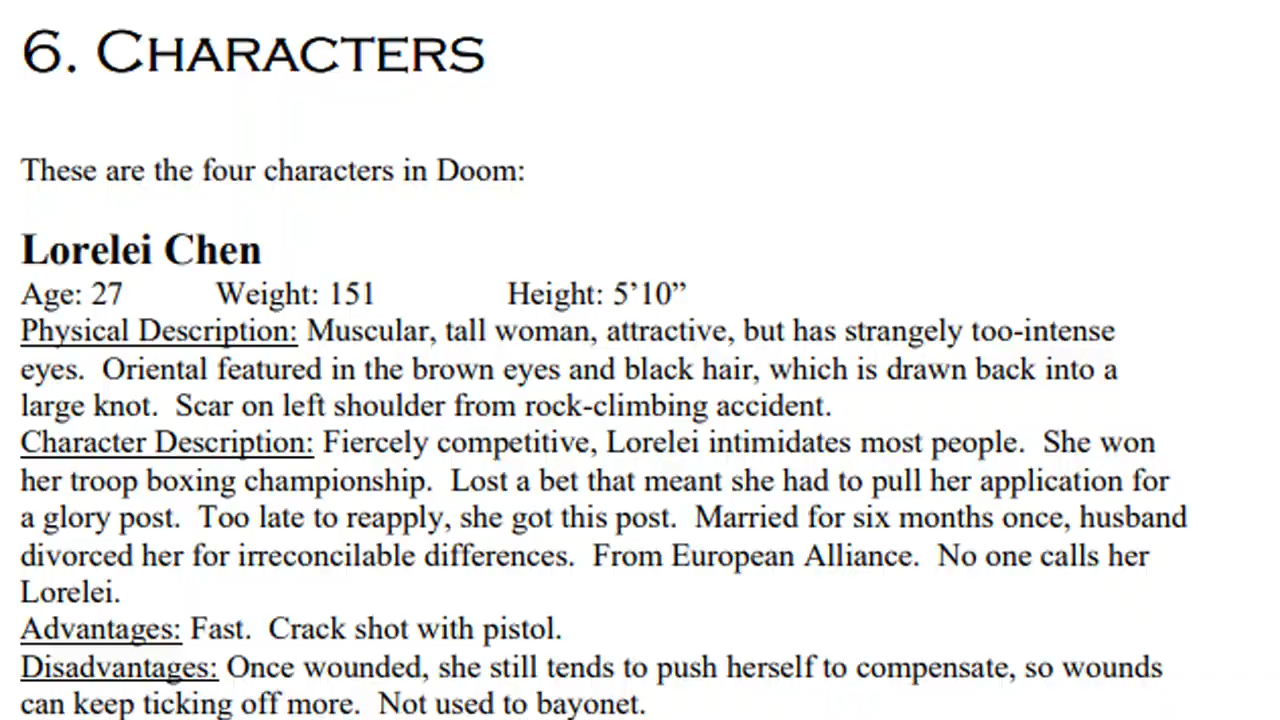 6. CHARACTERS
These are the four characters in Doom:
Lorelei Chen
Age: 27 Weight: 151 Height: 5’10”
Physical Description: Muscular, tall woman, attractive, but has strangely too-intense
eyes. Oriental featured in the brown eyes and black hair, which is drawn back into a
large knot. Scar on left shoulder from rock-climbing accident.
Character Description: Fiercely competitive, Lorelei intimidates most people. She won
her troop boxing championship. Lost a bet that meant she had to pull her application for
a glory post. Too late to reapply, she got this post. Married for six months once, husband
divorced her for irreconcilable differences. From European Alliance. No one calls her
Lorelei.
Advantages: Fast. Crack shot with pistol.
Disadvantages: Once wounded, she still tends to push herself to compensate, so wounds
can keep ticking off more. Not used to bayonet.